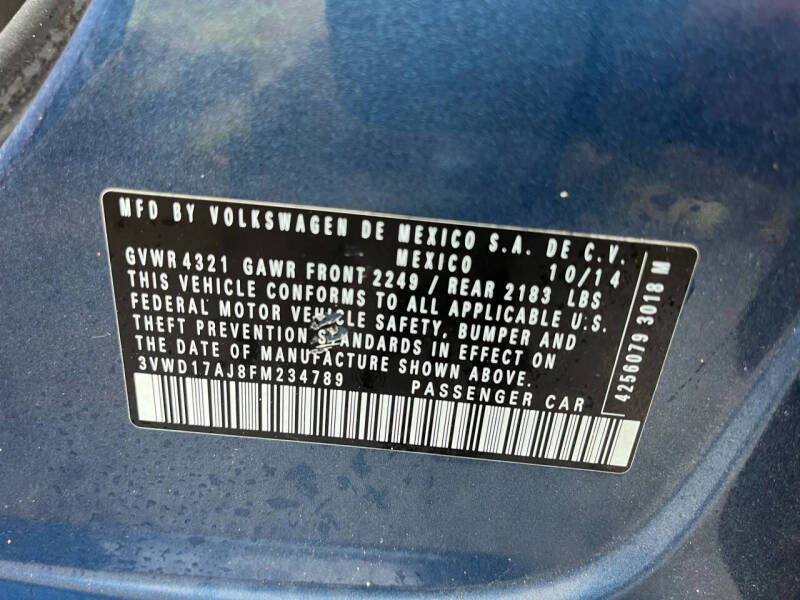 MFD BY VOLKSWAGEN DE MEXICO S.A. DE C.V.
MEXICO 10/14
GVWR 4321 GAWR FRONT 2249 / REAR 2183 LBS
THIS VEHICLE CONFORMS TO ALL APPLICABLE U.S.
FEDERAL MOTOR VEHICLE SAFETY, BUMPER AND
THEFT PREVENTION STANDARDS IN EFFECT ON
THE DATE OF MANUFACTURE SHOWN ABOVE.
3VWD17AJ8FM234789 PASSENGER CAR
4256079 3018 M